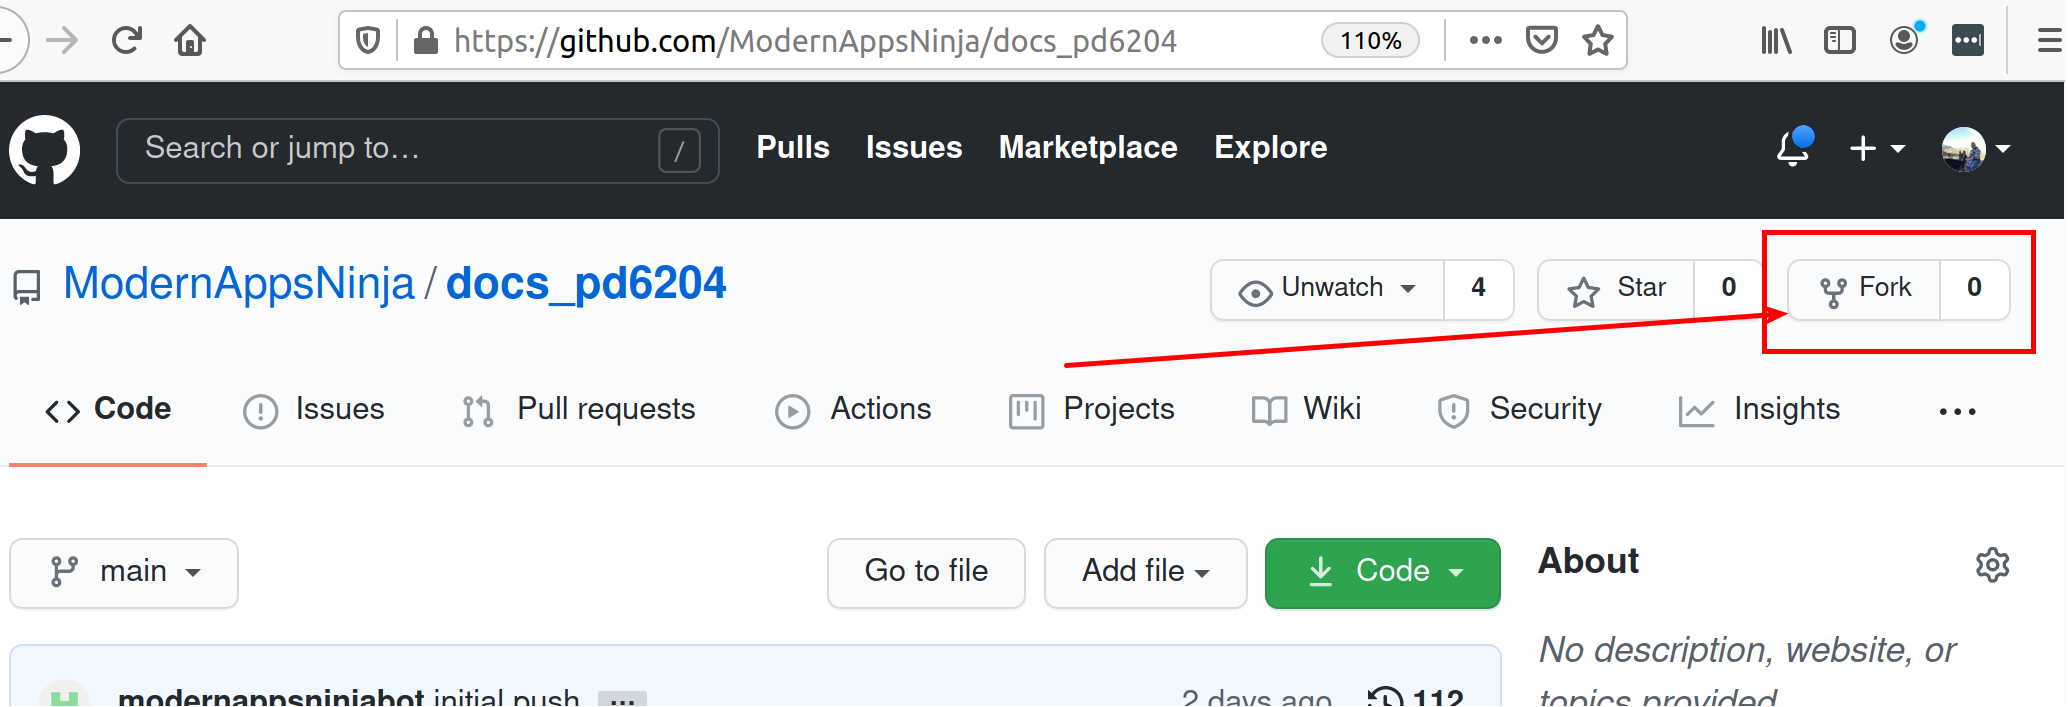 https://github.com/ModernAppsNinja/docs_pd6204 110%
Search or jump to… / Pulls Issues Marketplace Explore
ModernAppsNinja / docs_pd6204 Unwatch 4 Star 0 Fork 0
Code Issues Pull requests Actions Projects Wiki Security Insights
main Go to file Add file Code About
No description, website, or
modernappsninjabot initial push 2 days ago 112 topics provided